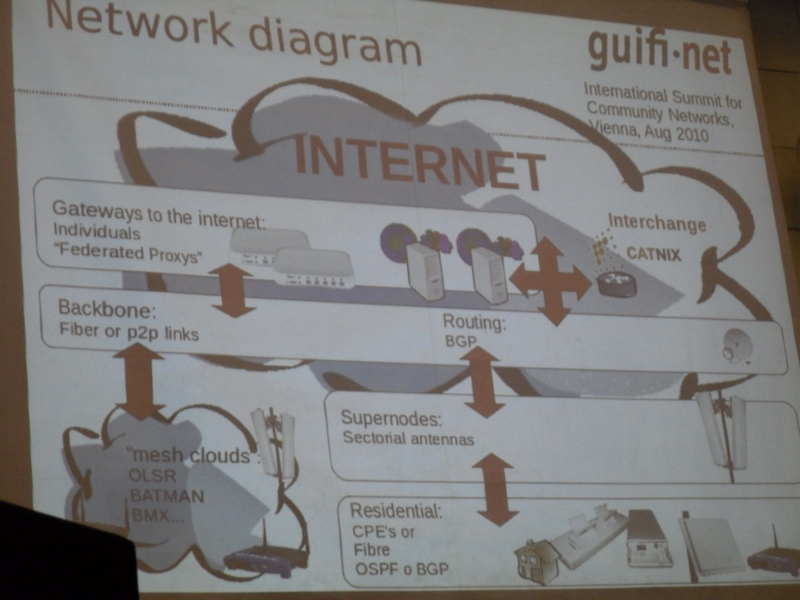 Network diagram
guifi·net
International Summit for
Community Networks,
Vienna, Aug 2010
INTERNET
Gateways to the internet:
Individuals
“Federated Proxys”
Interchange
CATNIX
Backbone:
Fiber or p2p links
Routing:
BGP
Supernodes:
Sectorial antennas
"mesh clouds":
OLSR
BATMAN
BMX...
Residential:
CPE's or
Fibre
OSPF o BGP